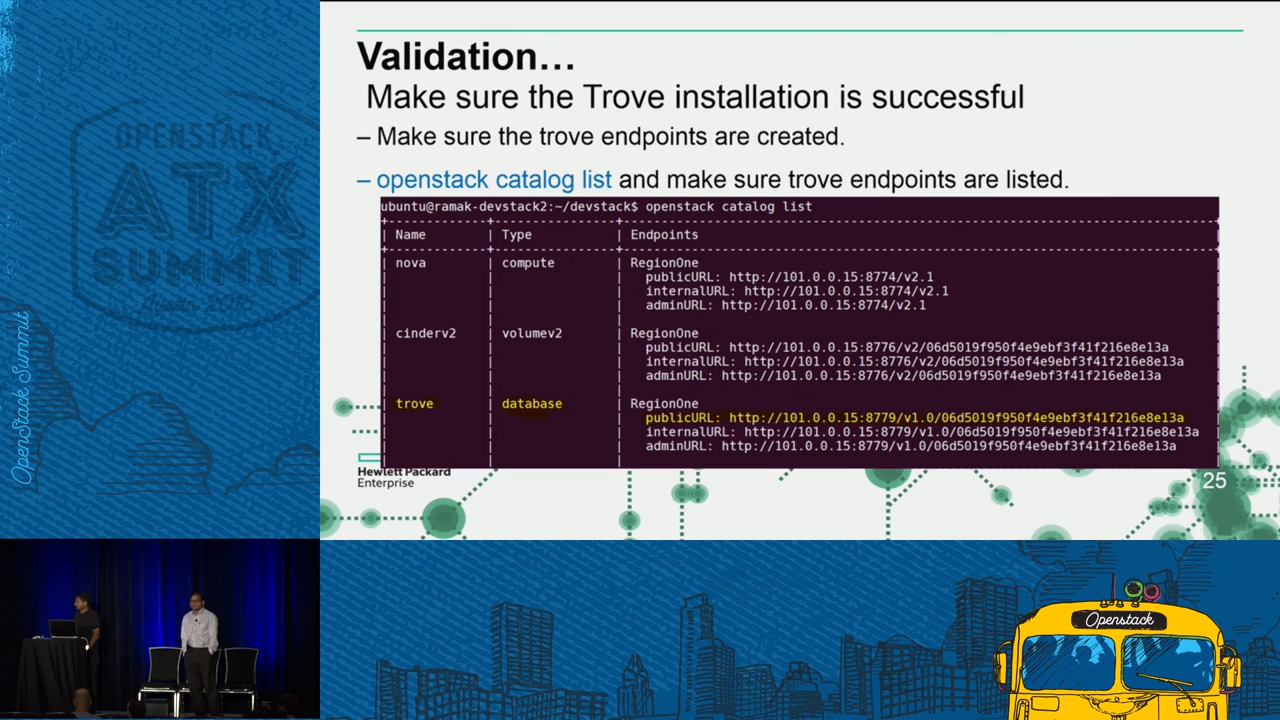 OPENSTACK
ATX
SUMMIT
OpenStack Summit
Validation…
Make sure the Trove installation is successful
– Make sure the trove endpoints are created.
– openstack catalog list and make sure trove endpoints are listed.
ubuntu@ramak-devstack2:~/devstack$ openstack catalog list
| Name | Type | Endpoints
| nova | compute | RegionOne
publicURL: http://101.0.0.15:8774/v2.1
internalURL: http://101.0.0.15:8774/v2.1
adminURL: http://101.0.0.15:8774/v2.1
| cinderv2 | volumev2 | RegionOne
publicURL: http://101.0.0.15:8776/v2/06d5019f950f4e9ebf3f41f216e8e13a
internalURL: http://101.0.0.15:8776/v2/06d5019f950f4e9ebf3f41f216e8e13a
adminURL: http://101.0.0.15:8776/v2/06d5019f950f4e9ebf3f41f216e8e13a
| trove | database | RegionOne
publicURL: http://101.0.0.15:8779/v1.0/06d5019f950f4e9ebf3f41f216e8e13a
internalURL: http://101.0.0.15:8779/v1.0/06d5019f950f4e9ebf3f41f216e8e13a
adminURL: http://101.0.0.15:8779/v1.0/06d5019f950f4e9ebf3f41f216e8e13a
Hewlett Packard
Enterprise
25
Openstack